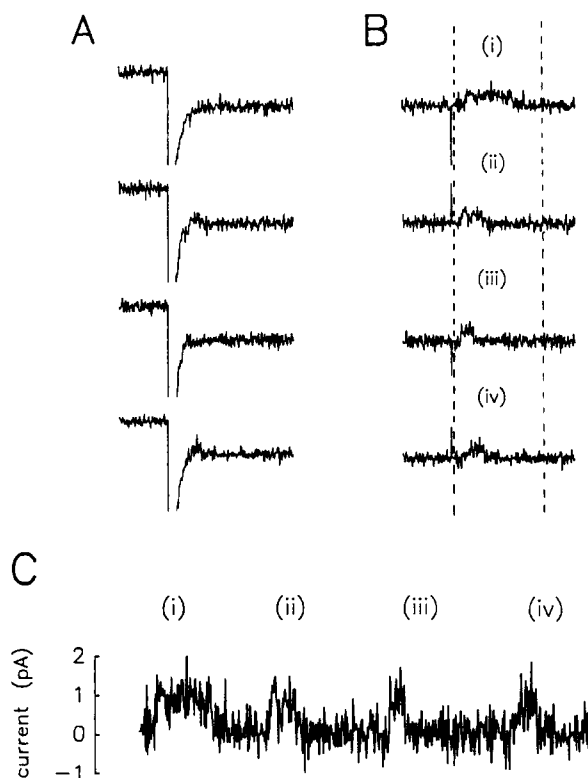 A
B
(i)
(ii)
(iii)
(iv)
C
(i)
(ii)
(iii)
(iv)
current (pA)
2
1
0
-1